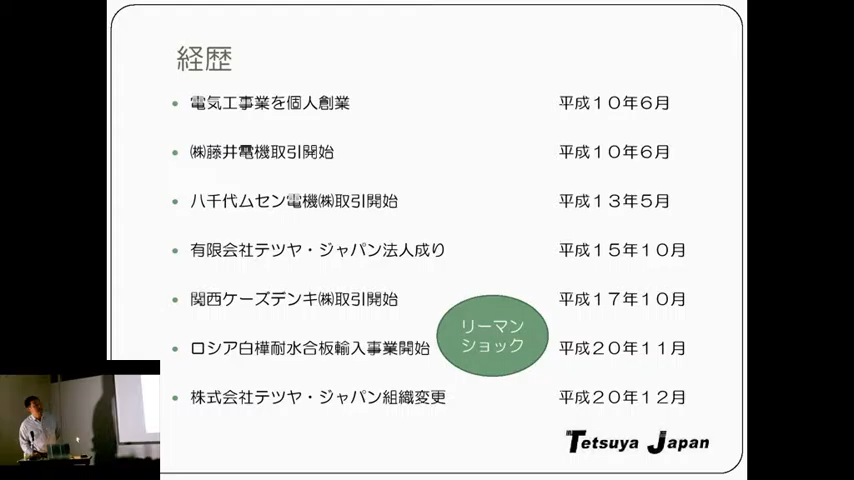 経歴
電気工事業を個人創業 平成１０年６月
㈱藤井電機取引開始 平成１０年６月
八千代ムセン電機㈱取引開始 平成１３年５月
有限会社テツヤ・ジャパン法人成り 平成１５年１０月
関西ケーズデンキ㈱取引開始 平成１７年１０月
リーマン
ショック
ロシア白樺耐水合板輸入事業開始 平成２０年１１月
株式会社テツヤ・ジャパン組織変更 平成２０年１２月
Tetsuya Japan